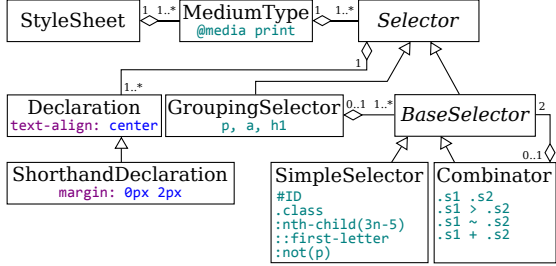 StyleSheet
1 1..*
MediumType
@media print
1 1..*
Selector
1
1..*
Declaration
text-align: center
GroupingSelector
p, a, h1
0..1 1..*
BaseSelector
2
0..1
ShorthandDeclaration
margin: 0px 2px
SimpleSelector
#ID
.class
:nth-child(3n-5)
::first-letter
:not(p)
Combinator
.s1 .s2
.s1 > .s2
.s1 ~ .s2
.s1 + .s2